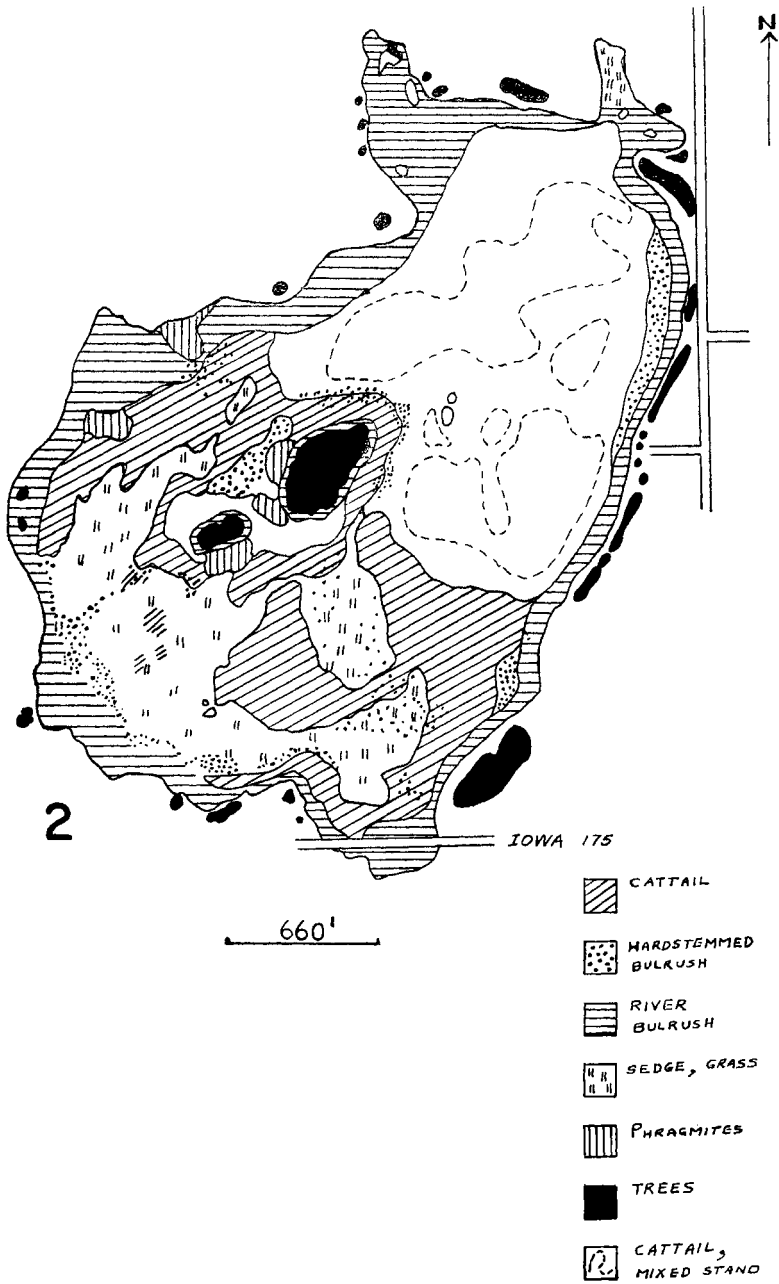 N
2
IOWA 175
660'
CATTAIL
HARDSTEMMED
BULRUSH
RIVER
BULRUSH
SEDGE, GRASS
PHRAGMITES
TREES
CATTAIL,
MIXED STAND